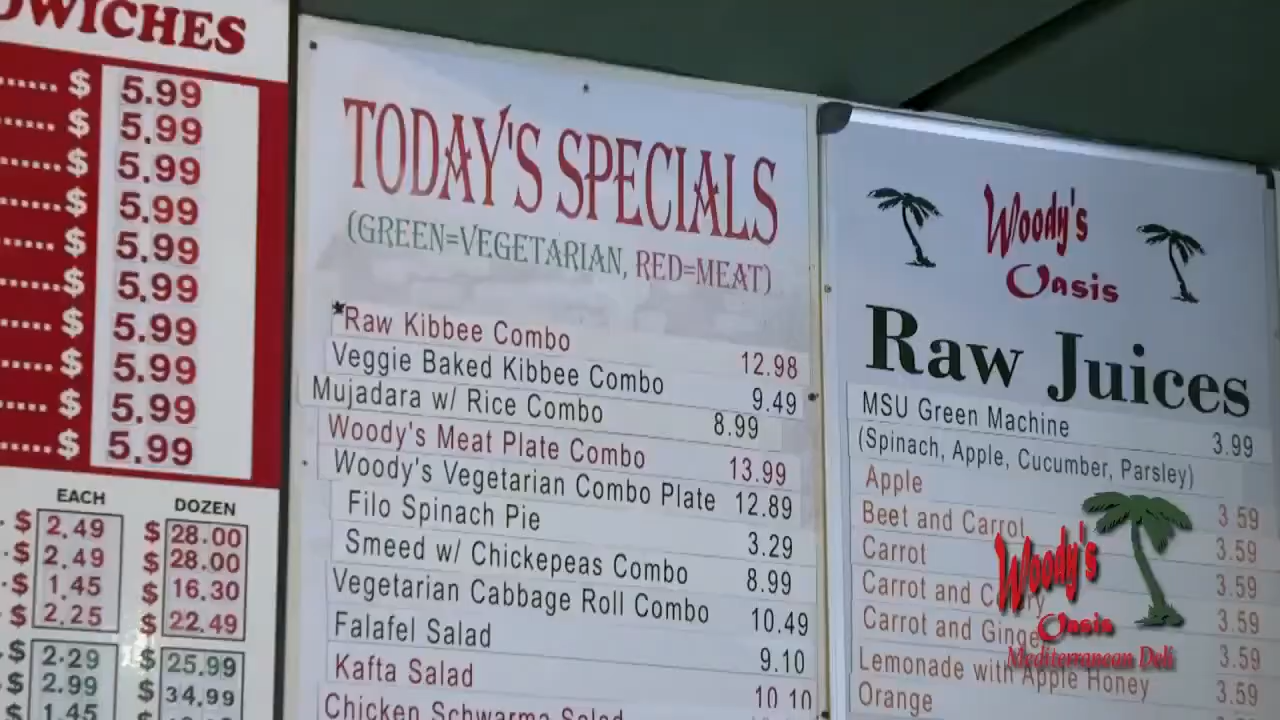 WICHES
$ 5.99
$ 5.99
$ 5.99
$ 5.99
$ 5.99
$ 5.99
$ 5.99
$ 5.99
$ 5.99
$ 5.99
EACH DOZEN
$ 2.49 $ 28.00
$ 2.49 $ 28.00
$ 1.45 $ 16.30
$ 2.25 $ 22.49
$ 2.29 $ 25.99
$ 2.99 $ 34.99
$ 1.45
TODAY'S SPECIALS
(GREEN=VEGETARIAN, RED=MEAT)
*Raw Kibbee Combo 12.98
Veggie Baked Kibbee Combo 9.49
Mujadara w/ Rice Combo 8.99
Woody's Meat Plate Combo 13.99
Woody's Vegetarian Combo Plate 12.89
Filo Spinach Pie 3.29
Smeed w/ Chickepeas Combo 8.99
Vegetarian Cabbage Roll Combo 10.49
Falafel Salad 9.10
Kafta Salad 10 10
Chicken Schwarma Salad
Woody's
Oasis
Raw Juices
MSU Green Machine 3.99
(Spinach, Apple, Cucumber, Parsley)
Apple 3 59
Beet and Carrot 3.59
Carrot 3.59
Carrot and 3.59
Carrot and Ginge 3.59
Lemonade with Apple Honey 3.59
Orange
Woody's
Oasis
Mediterranean Deli